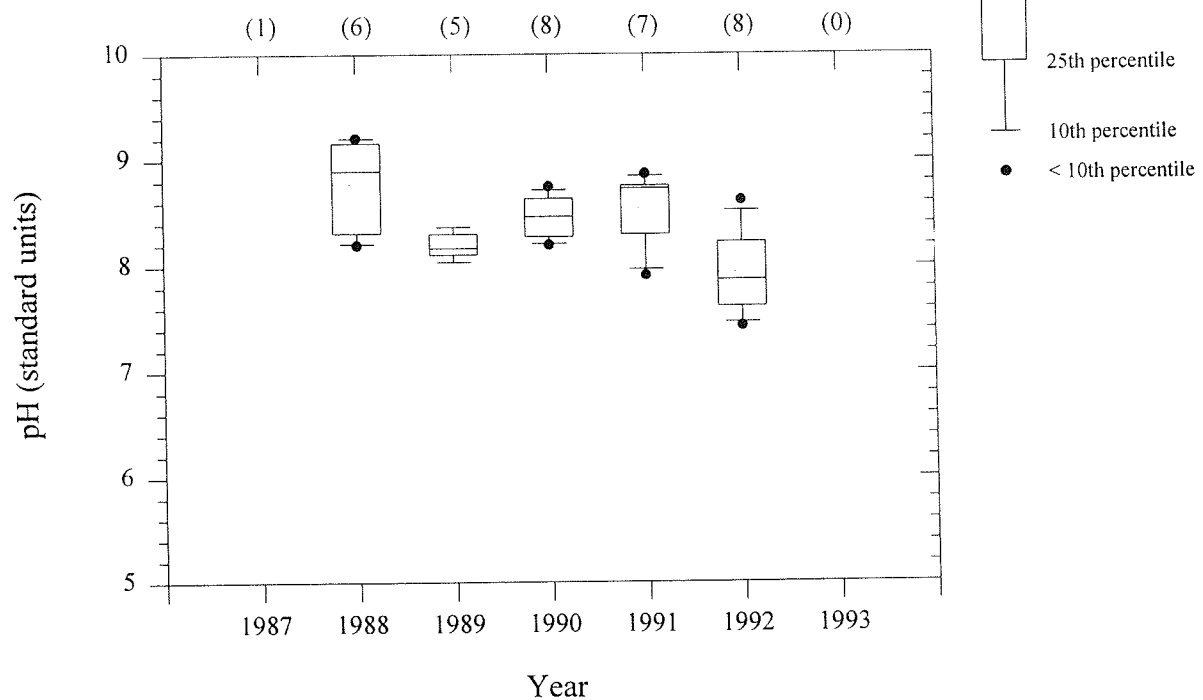 (1) (6) (5) (8) (7) (8) (0)
10
9
8
7
6
5
pH (standard units)
1987 1988 1989 1990 1991 1992 1993
Year
25th percentile
10th percentile
< 10th percentile